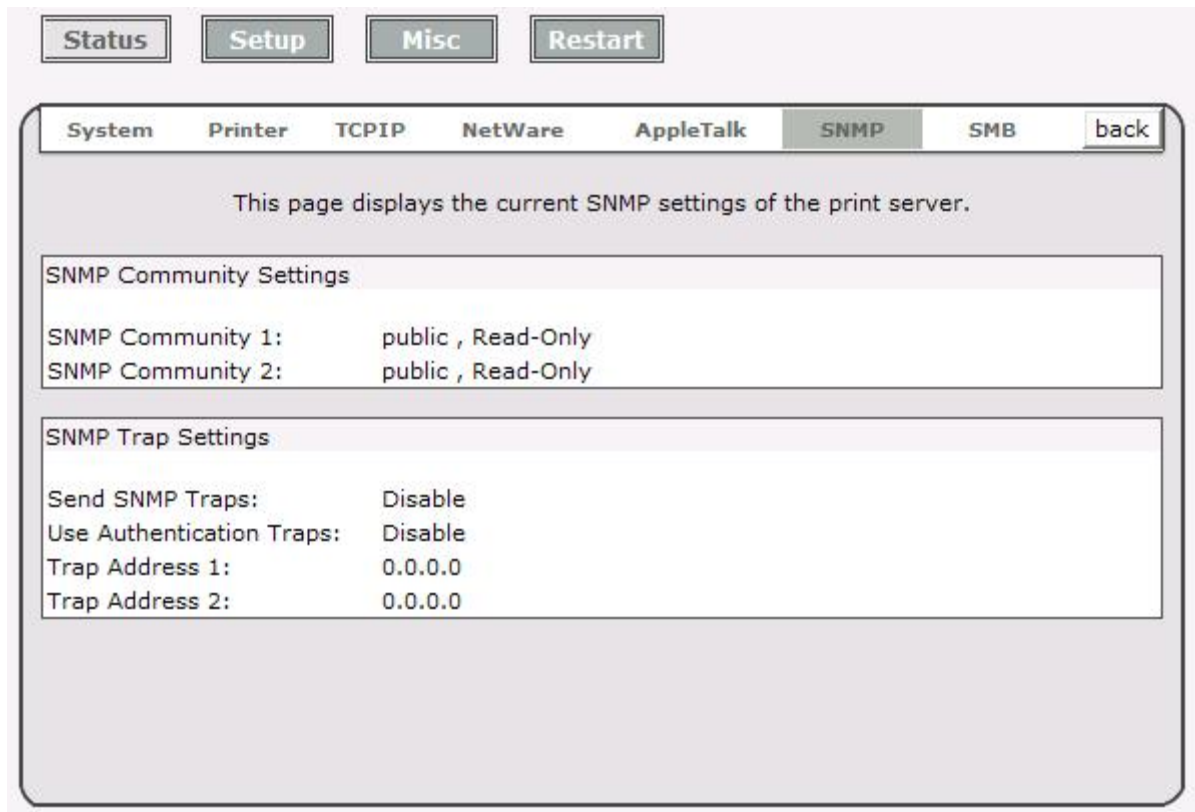 Status Setup Misc Restart
System Printer TCPIP NetWare AppleTalk SNMP SMB back
This page displays the current SNMP settings of the print server.
SNMP Community Settings
SNMP Community 1: public , Read-Only
SNMP Community 2: public , Read-Only
SNMP Trap Settings
Send SNMP Traps: Disable
Use Authentication Traps: Disable
Trap Address 1: 0.0.0.0
Trap Address 2: 0.0.0.0